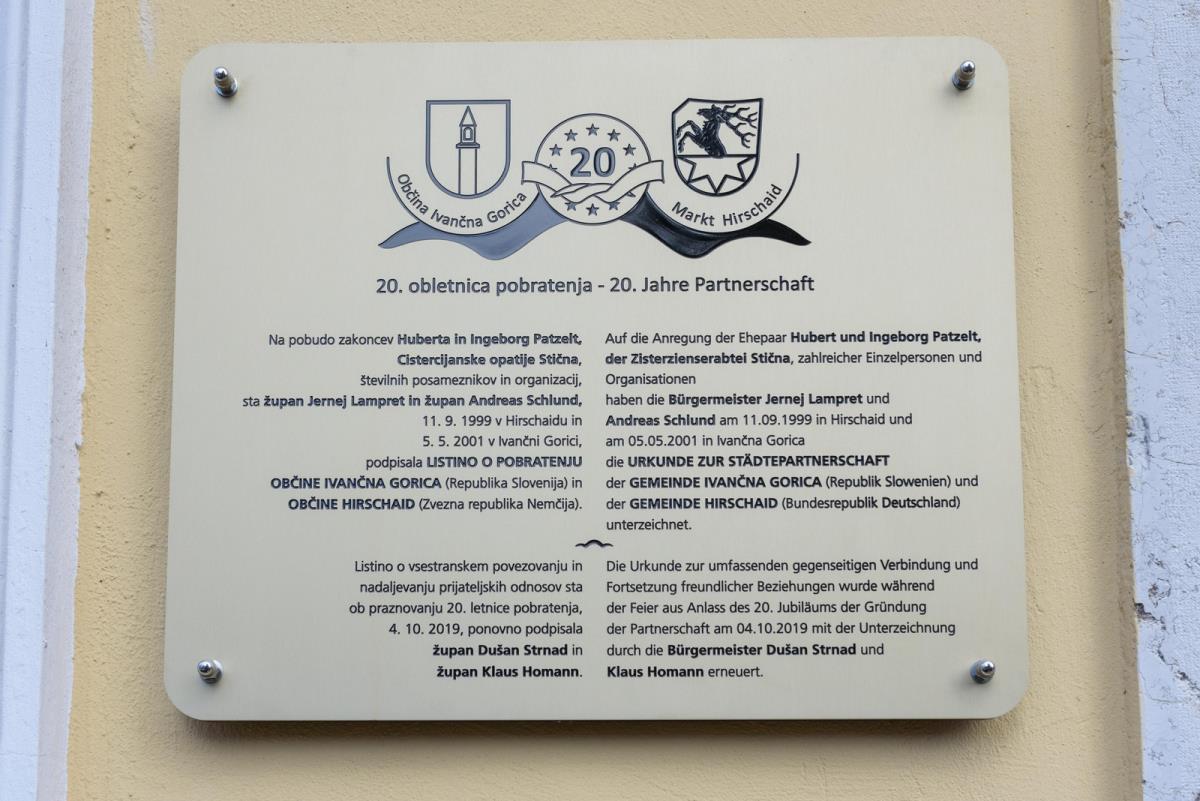 Občina Ivančna Gorica
20
Markt Hirschaid
20. obletnica pobratenja - 20. Jahre Partnerschaft
Na pobudo zakoncev Huberta in Ingeborg Patzelt,
Cistercijanske opatije Stična,
številnih posameznikov in organizacij,
sta župan Jernej Lampret in župan Andreas Schlund,
11. 9. 1999 v Hirschaidu in
5. 5. 2001 v Ivančni Gorici,
podpisala LISTINO O POBRATENJU
OBČINE IVANČNA GORICA (Republika Slovenija) in
OBČINE HIRSCHAID (Zvezna republika Nemčija).
Listino o vsestranskem povezovanju in
nadaljevanju prijateljskih odnosov sta
ob praznovanju 20. letnice pobratenja,
4. 10. 2019, ponovno podpisala
župan Dušan Strnad in
župan Klaus Homann.
Auf die Anregung der Ehepaar Hubert und Ingeborg Patzelt,
der Zisterzienserabtei Stična, zahlreicher Einzelpersonen und
Organisationen
haben die Bürgermeister Jernej Lampret und
Andreas Schlund am 11.09.1999 in Hirschaid und
am 05.05.2001 in Ivančna Gorica
die URKUNDE ZUR STÄDTEPARTNERSCHAFT
der GEMEINDE IVANČNA GORICA (Republik Slowenien) und
der GEMEINDE HIRSCHAID (Bundesrepublik Deutschland)
unterzeichnet.
Die Urkunde zur umfassenden gegenseitigen Verbindung und
Fortsetzung freundlicher Beziehungen wurde während
der Feier aus Anlass des 20. Jubiläums der Gründung
der Partnerschaft am 04.10.2019 mit der Unterzeichnung
durch die Bürgermeister Dušan Strnad und
Klaus Homann erneuert.